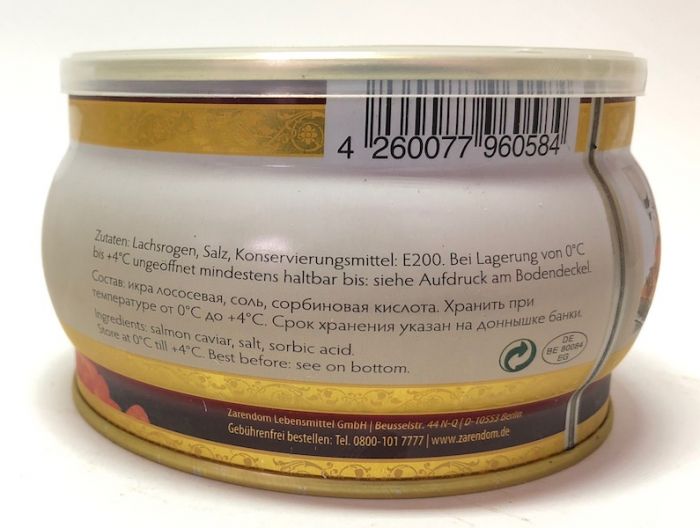 4 260077 960584
Zutaten: Lachsrogen, Salz, Konservierungsmittel: E200. Bei Lagerung von 0°C
bis +4°C ungeöffnet mindestens haltbar bis: siehe Aufdruck am Bodendeckel.
Состав: икра лососевая, соль, сорбиновая кислота. Хранить при
температуре от 0°C до +4°C. Срок хранения указан на доннышке банки.
Ingredients: salmon caviar, salt, sorbic acid.
Store at 0°C till +4°C. Best before: see on bottom.
DE
BE 80084
EG
Zarendom Lebensmittel GmbH | Beusselstr. 44 N-Q | D-10553 Berlin
Gebührenfrei bestellen: Tel. 0800-101 7777 | www.zarendom.de